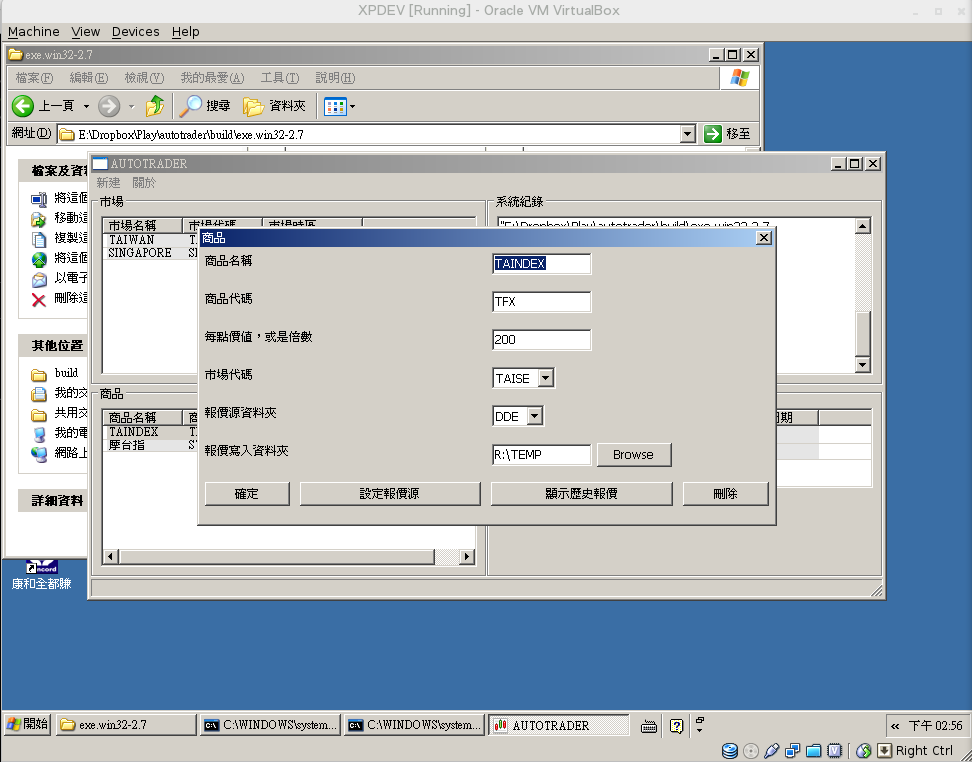 XPDEV [Running] - Oracle VM VirtualBox
Machine View Devices Help
exe.win32-2.7
檔案(F) 編輯(E) 檢視(V) 我的最愛(A) 工具(T) 說明(H)
上一頁 搜尋 資料夾
網址(D) E:\Dropbox\Play\autotrader\build\exe.win32-2.7 移至
檔案及資料
將這個
移動這
複製這
將這個
以電子
刪除這
其他位置
build
我的文
共用文
我的電
網路上
詳細資料
康和全都賺
AUTOTRADER
新建 關於
市場
市場名稱 市場代碼 市場時區
TAIWAN
SINGAPORE
系統紀錄
"E:\Dropbox\Play\autotrader\build\exe.win32-2.7
商品
商品名稱 商
TAINDEX
摩台指
期
商品
商品名稱 TAINDEX
商品代碼 TFX
每點價值，或是倍數 200
市場代碼 TAISE
報價源資料夾 DDE
報價寫入資料夾 R:\TEMP Browse
確定 設定報價源 顯示歷史報價 刪除
開始 exe.win32-2.7 C:\WINDOWS\system... C:\WINDOWS\system... AUTOTRADER « 下午 02:56
Right Ctrl